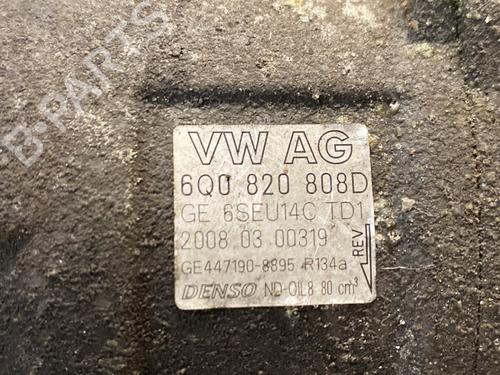 B-PARTS
VW AG
6Q0 820 808D
GE 6SEU14C TD1
2008 03 00319
REV
GE447190-8895 R134a
DENSO ND-OIL8 80 cm³
B-PARTS